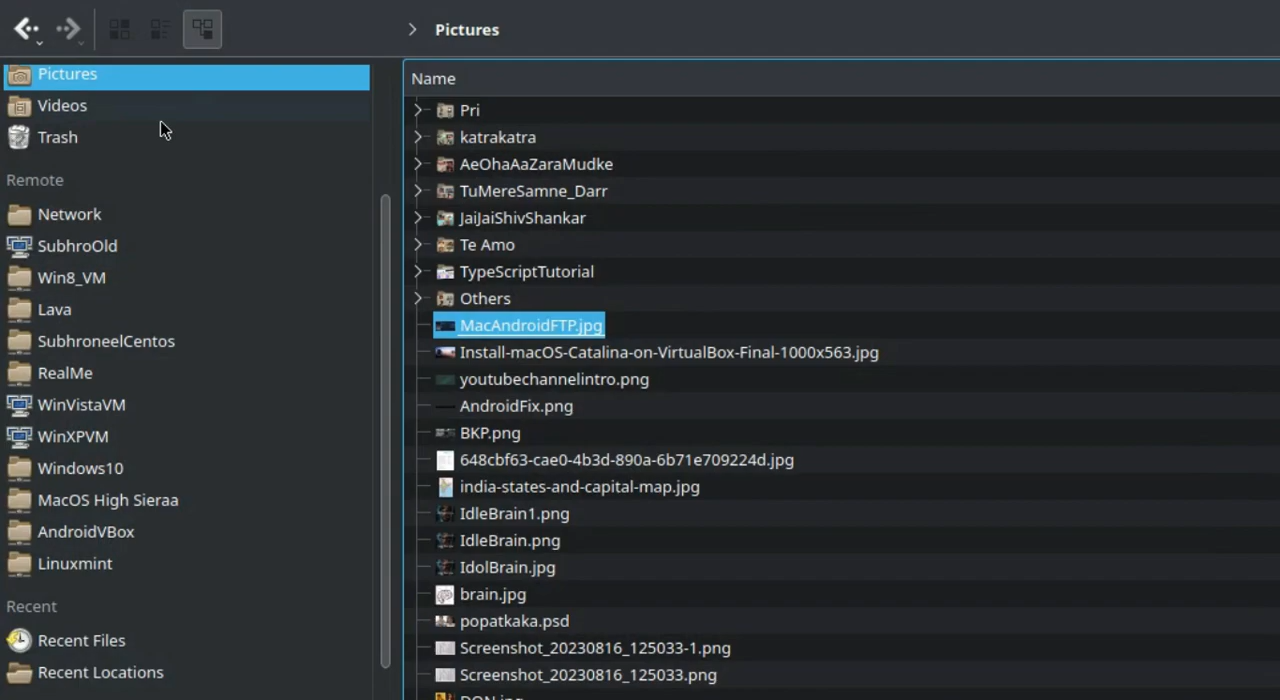 Pictures
Pictures
Videos
Trash
Remote
Network
SubhroOld
Win8_VM
Lava
SubhroneelCentos
RealMe
WinVistaVM
WinXPVM
Windows10
MacOS High Sieraa
AndroidVBox
Linuxmint
Recent
Recent Files
Recent Locations
Name
Pri
katrakatra
AeOhaAaZaraMudke
TuMereSamne_Darr
JaiJaiShivShankar
Te Amo
TypeScriptTutorial
Others
MacAndroidFTP.jpg
Install-macOS-Catalina-on-VirtualBox-Final-1000x563.jpg
youtubechannelintro.png
AndroidFix.png
BKP.png
648cbf63-cae0-4b3d-890a-6b71e709224d.jpg
india-states-and-capital-map.jpg
IdleBrain1.png
IdleBrain.png
IdolBrain.jpg
brain.jpg
popatkaka.psd
Screenshot_20230816_125033-1.png
Screenshot_20230816_125033.png
DON.jpg